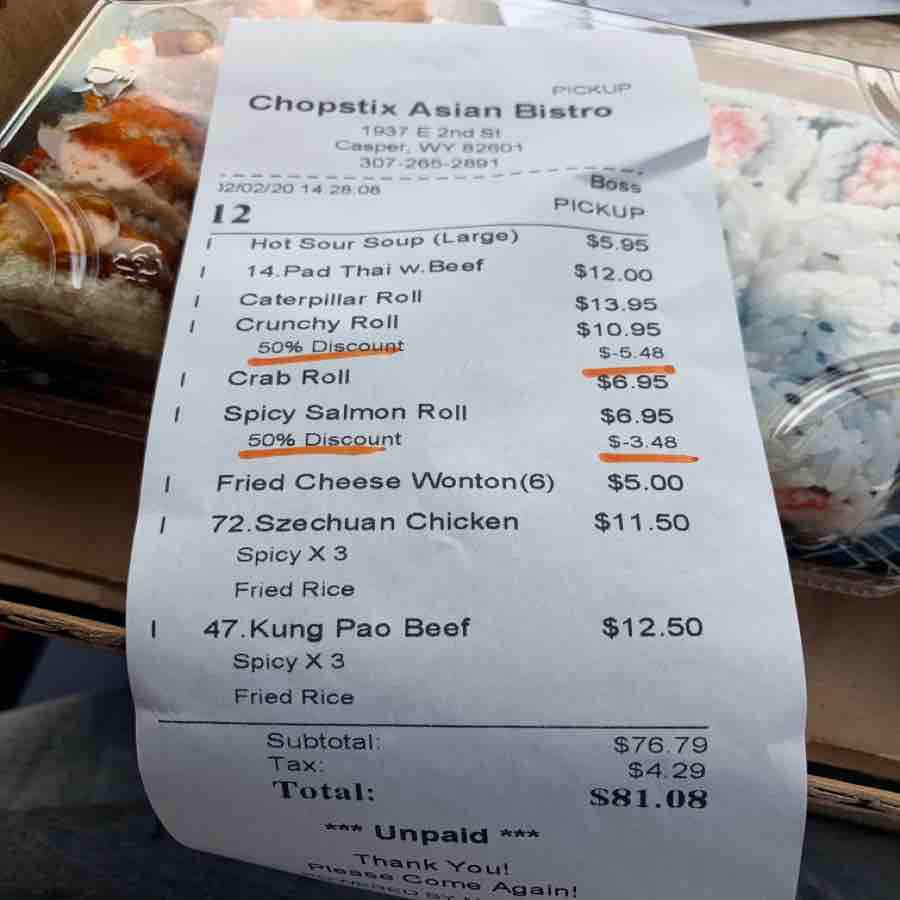 PICKUP
Chopstix Asian Bistro
1937 E 2nd St
Casper, WY 82601
307-265-2891
02/02/20 14.28.08 Boss
12 PICKUP
1 Hot Sour Soup (Large) $5.95
1 14.Pad Thai w.Beef $12.00
1 Caterpillar Roll $13.95
1 Crunchy Roll $10.95
50% Discount $-5.48
1 Crab Roll $6.95
1 Spicy Salmon Roll $6.95
50% Discount $-3.48
1 Fried Cheese Wonton(6) $5.00
1 72.Szechuan Chicken $11.50
Spicy X 3
Fried Rice
1 47.Kung Pao Beef $12.50
Spicy X 3
Fried Rice
Subtotal: $76.79
Tax: $4.29
Total: $81.08
*** Unpaid ***
Thank You!
Please Come Again!